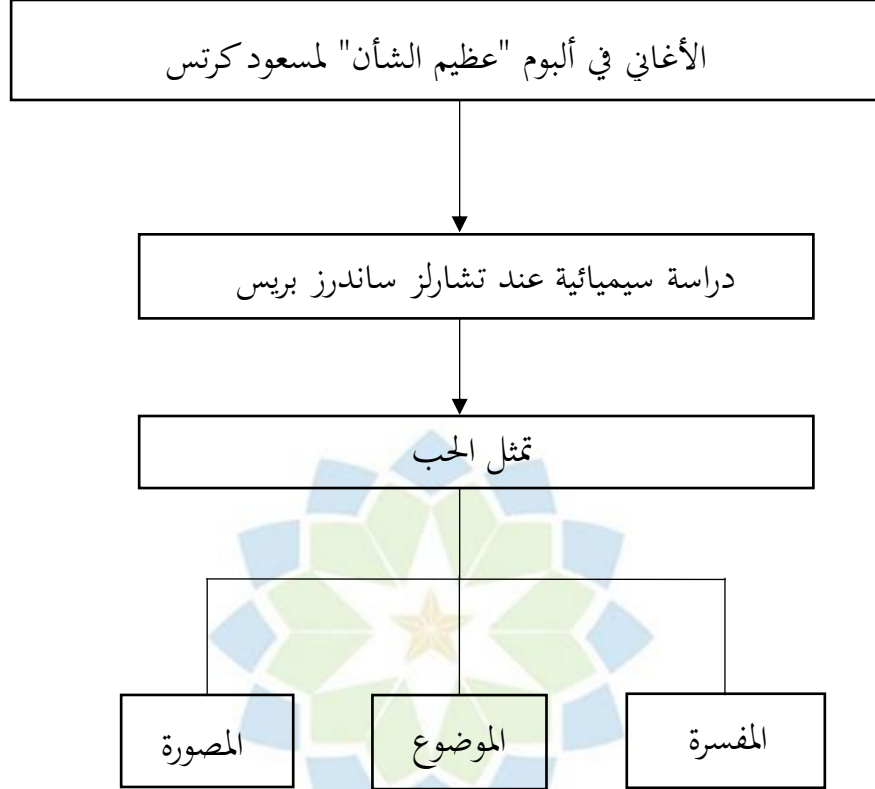 الأغاني في ألبوم "عظيم الشأن" لمسعود كرتس
دراسة سيميائية عند تشارلز ساندرز بريس
تمثل الحب
المفسرة
الموضوع
المصورة